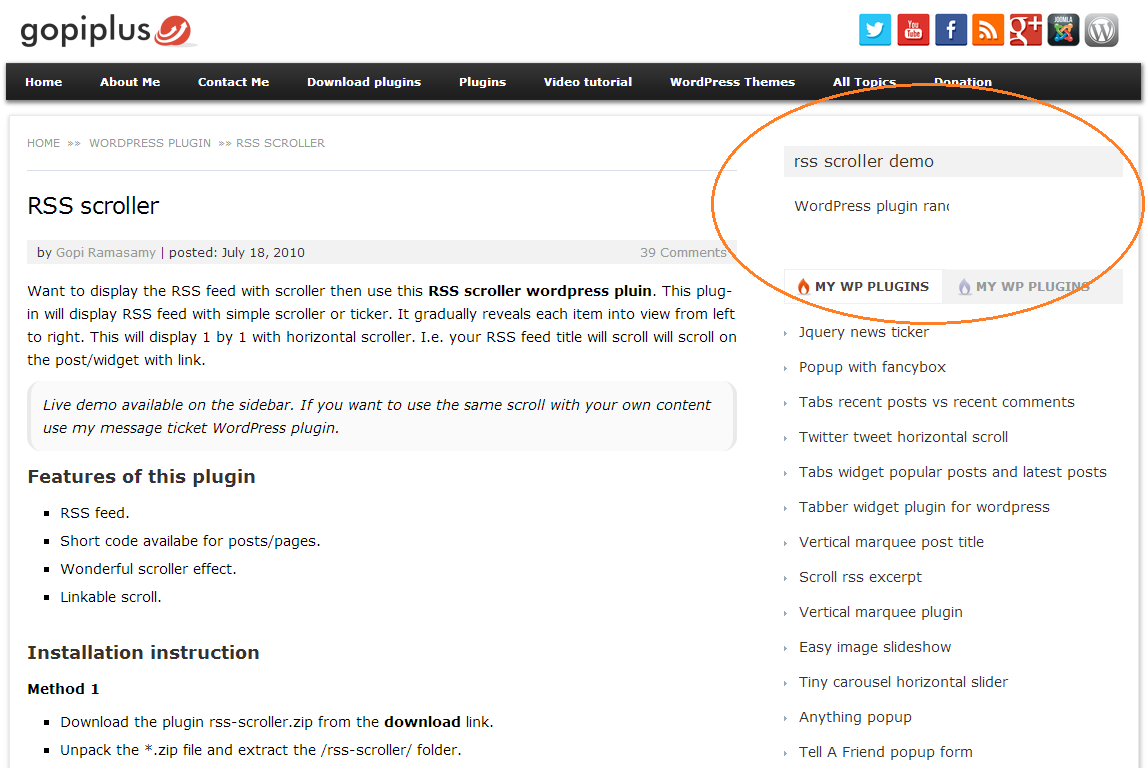 gopiplus
You
Tube
g+
JOOMLA
Home About Me Contact Me Download plugins Plugins Video tutorial WordPress Themes All Topics Donation
HOME »» WORDPRESS PLUGIN »» RSS SCROLLER
RSS scroller
by Gopi Ramasamy | posted: July 18, 2010 39 Comments
Want to display the RSS feed with scroller then use this RSS scroller wordpress pluin. This plug-
in will display RSS feed with simple scroller or ticker. It gradually reveals each item into view from left
to right. This will display 1 by 1 with horizontal scroller. I.e. your RSS feed title will scroll will scroll on
the post/widget with link.
Live demo available on the sidebar. If you want to use the same scroll with your own content
use my message ticket WordPress plugin.
Features of this plugin
RSS feed.
Short code availabe for posts/pages.
Wonderful scroller effect.
Linkable scroll.
Installation instruction
Method 1
Download the plugin rss-scroller.zip from the download link.
Unpack the *.zip file and extract the /rss-scroller/ folder.
rss scroller demo
WordPress plugin ran
MY WP PLUGINS MY WP PLUGINS
Jquery news ticker
Popup with fancybox
Tabs recent posts vs recent comments
Twitter tweet horizontal scroll
Tabs widget popular posts and latest posts
Tabber widget plugin for wordpress
Vertical marquee post title
Scroll rss excerpt
Vertical marquee plugin
Easy image slideshow
Tiny carousel horizontal slider
Anything popup
Tell A Friend popup form